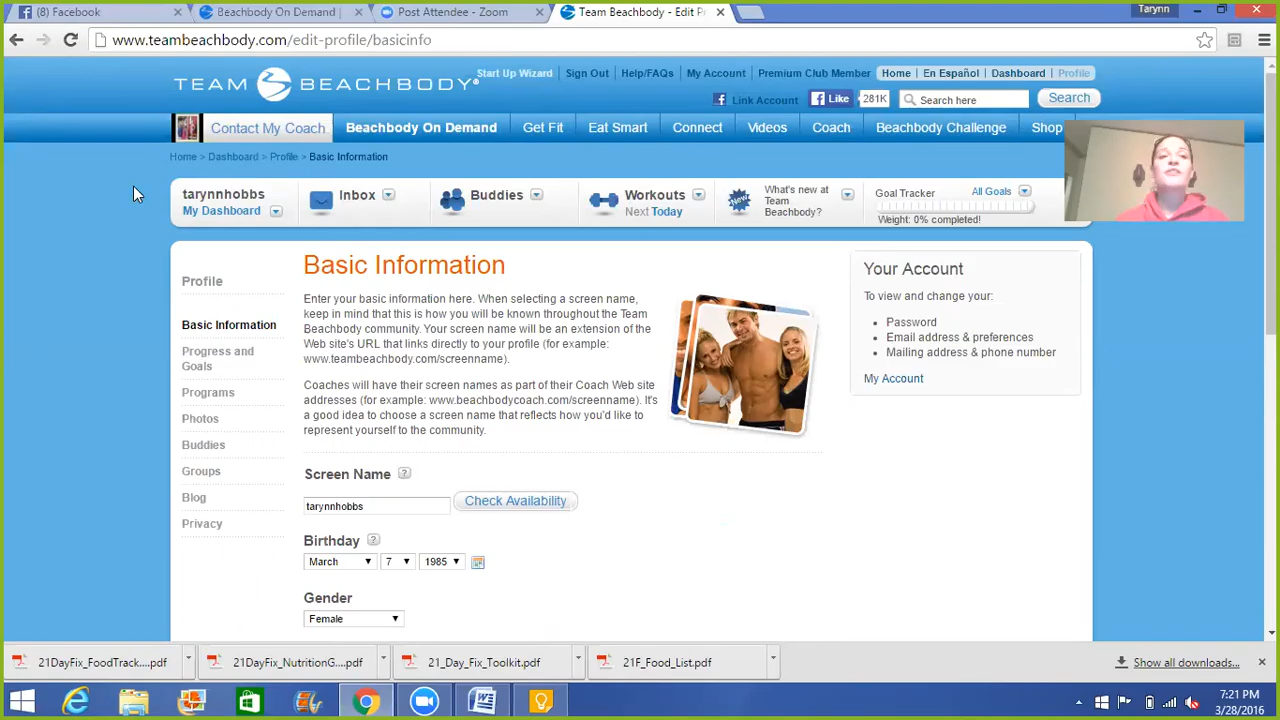 (8) Facebook
Beachbody On Demand |
Post Attendee - Zoom
Team Beachbody - Edit Pr
Tarynn
www.teambeachbody.com/edit-profile/basicinfo
TEAM BEACHBODY®
Start Up Wizard Sign Out Help/FAQs My Account Premium Club Member Home En Español Dashboard Profile
Link Account Like 281K Search here Search
Contact My Coach Beachbody On Demand Get Fit Eat Smart Connect Videos Coach Beachbody Challenge Shop
Home > Dashboard > Profile > Basic Information
tarynnhobbs
My Dashboard
Inbox
Buddies
Workouts
Next Today
New
What's new at
Team
Beachbody?
Goal Tracker All Goals
Weight: 0% completed!
Profile
Basic Information
Progress and
Goals
Programs
Photos
Buddies
Groups
Blog
Privacy
Basic Information
Enter your basic information here. When selecting a screen name,
keep in mind that this is how you will be known throughout the Team
Beachbody community. Your screen name will be an extension of the
Web site's URL that links directly to your profile (for example:
www.teambeachbody.com/screenname).
Coaches will have their screen names as part of their Coach Web site
addresses (for example: www.beachbodycoach.com/screenname). It's
a good idea to choose a screen name that reflects how you'd like to
represent yourself to the community.
Screen Name ?
tarynnhobbs Check Availability
Birthday ?
March 7 1985
Gender
Female
Your Account
To view and change your:
Password
Email address & preferences
Mailing address & phone number
My Account
21DayFix_FoodTrack....pdf
21DayFix_NutritionG....pdf
21_Day_Fix_Toolkit.pdf
21F_Food_List.pdf
Show all downloads...
7:21 PM
3/28/2016